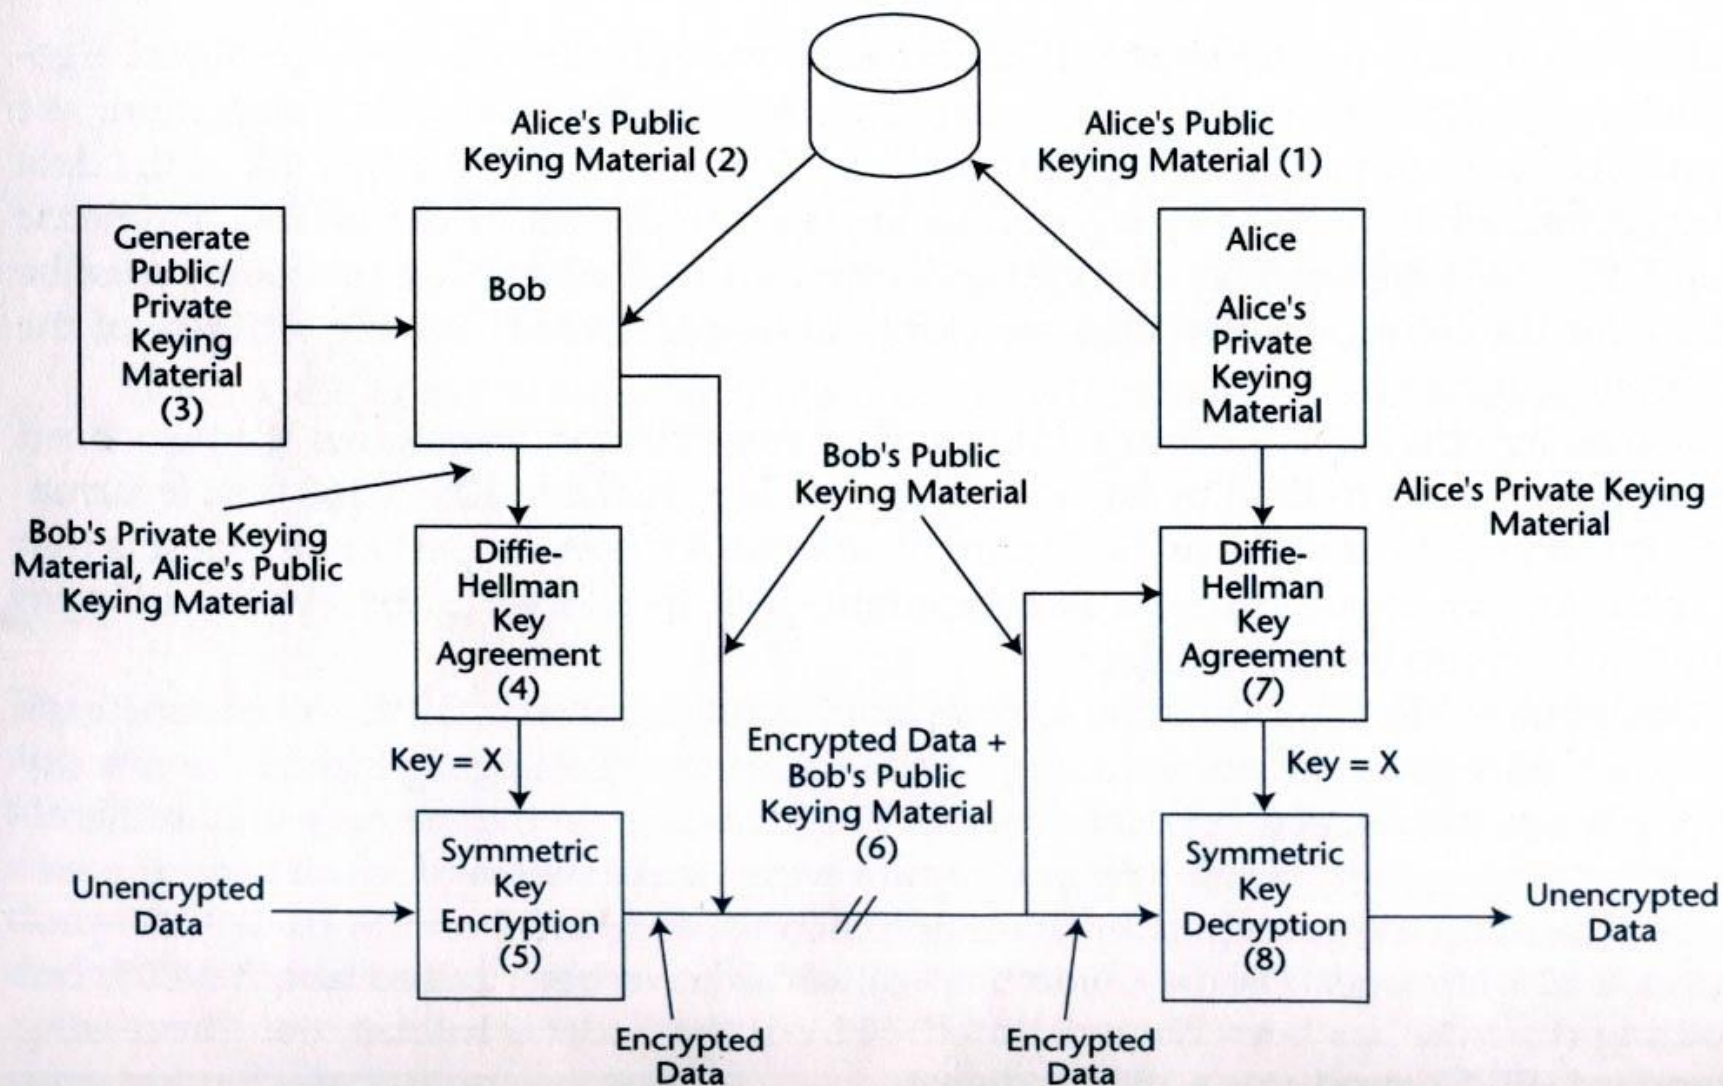 Alice's Public
Keying Material (2)
Alice's Public
Keying Material (1)
Generate
Public/
Private
Keying
Material
(3)
Bob
Alice
Alice's
Private
Keying
Material
Bob's Private Keying
Material, Alice's Public
Keying Material
Diffie-
Hellman
Key
Agreement
(4)
Bob's Public
Keying Material
Diffie-
Hellman
Key
Agreement
(7)
Alice's Private Keying
Material
Key = X
Encrypted Data +
Bob's Public
Keying Material
(6)
Key = X
Unencrypted
Data
Symmetric
Key
Encryption
(5)
Symmetric
Key
Decryption
(8)
Unencrypted
Data
Encrypted
Data
Encrypted
Data